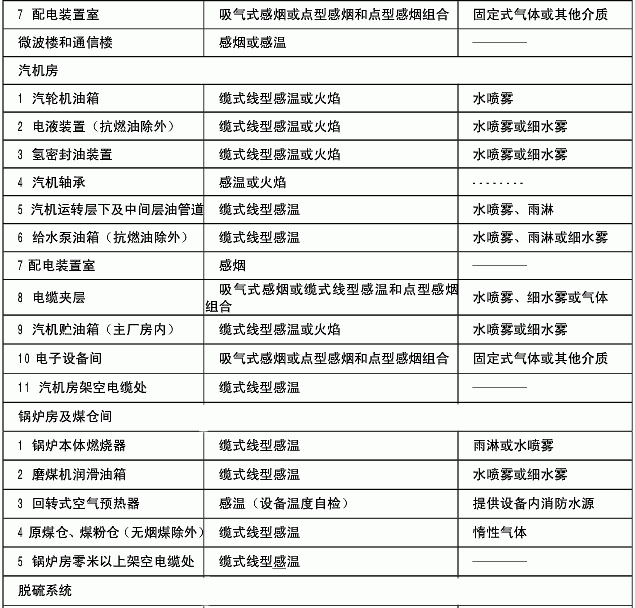 7 配电装置室 吸气式感烟或点型感烟和点型感烟组合 固定式气体或其他介质
微波楼和通信楼 感烟或感温 ————
汽机房
1 汽轮机油箱 缆式线型感温或火焰 水喷雾
2 电液装置（抗燃油除外） 缆式线型感温或火焰 水喷雾或细水雾
3 氢密封油装置 缆式线型感温或火焰 水喷雾或细水雾
4 汽机轴承 感温或火焰 --------
5 汽机运转层下及中间层油管道 缆式线型感温 水喷雾、雨淋
6 给水泵油箱（抗燃油除外） 缆式线型感温 水喷雾、雨淋或细水雾
7 配电装置室 感烟 ————
8 电缆夹层 吸气式感烟或缆式线型感温和点型感烟组合 水喷雾、细水雾或气体
9 汽机贮油箱（主厂房内） 缆式线型感温或火焰 水喷雾或细水雾
10 电子设备间 吸气式感烟或点型感烟和点型感烟组合 固定式气体或其他介质
11 汽机房架空电缆处 缆式线型感温 ————
锅炉房及煤仓间
1 锅炉本体燃烧器 缆式线型感温 雨淋或水喷雾
2 磨煤机润滑油箱 缆式线型感温 水喷雾或细水雾
3 回转式空气预热器 感温（设备温度自检） 提供设备内消防水源
4 原煤仓、煤粉仓（无烟煤除外） 缆式线型感温 惰性气体
5 锅炉房零米以上架空电缆处 缆式线型感温 ————
脱硫系统